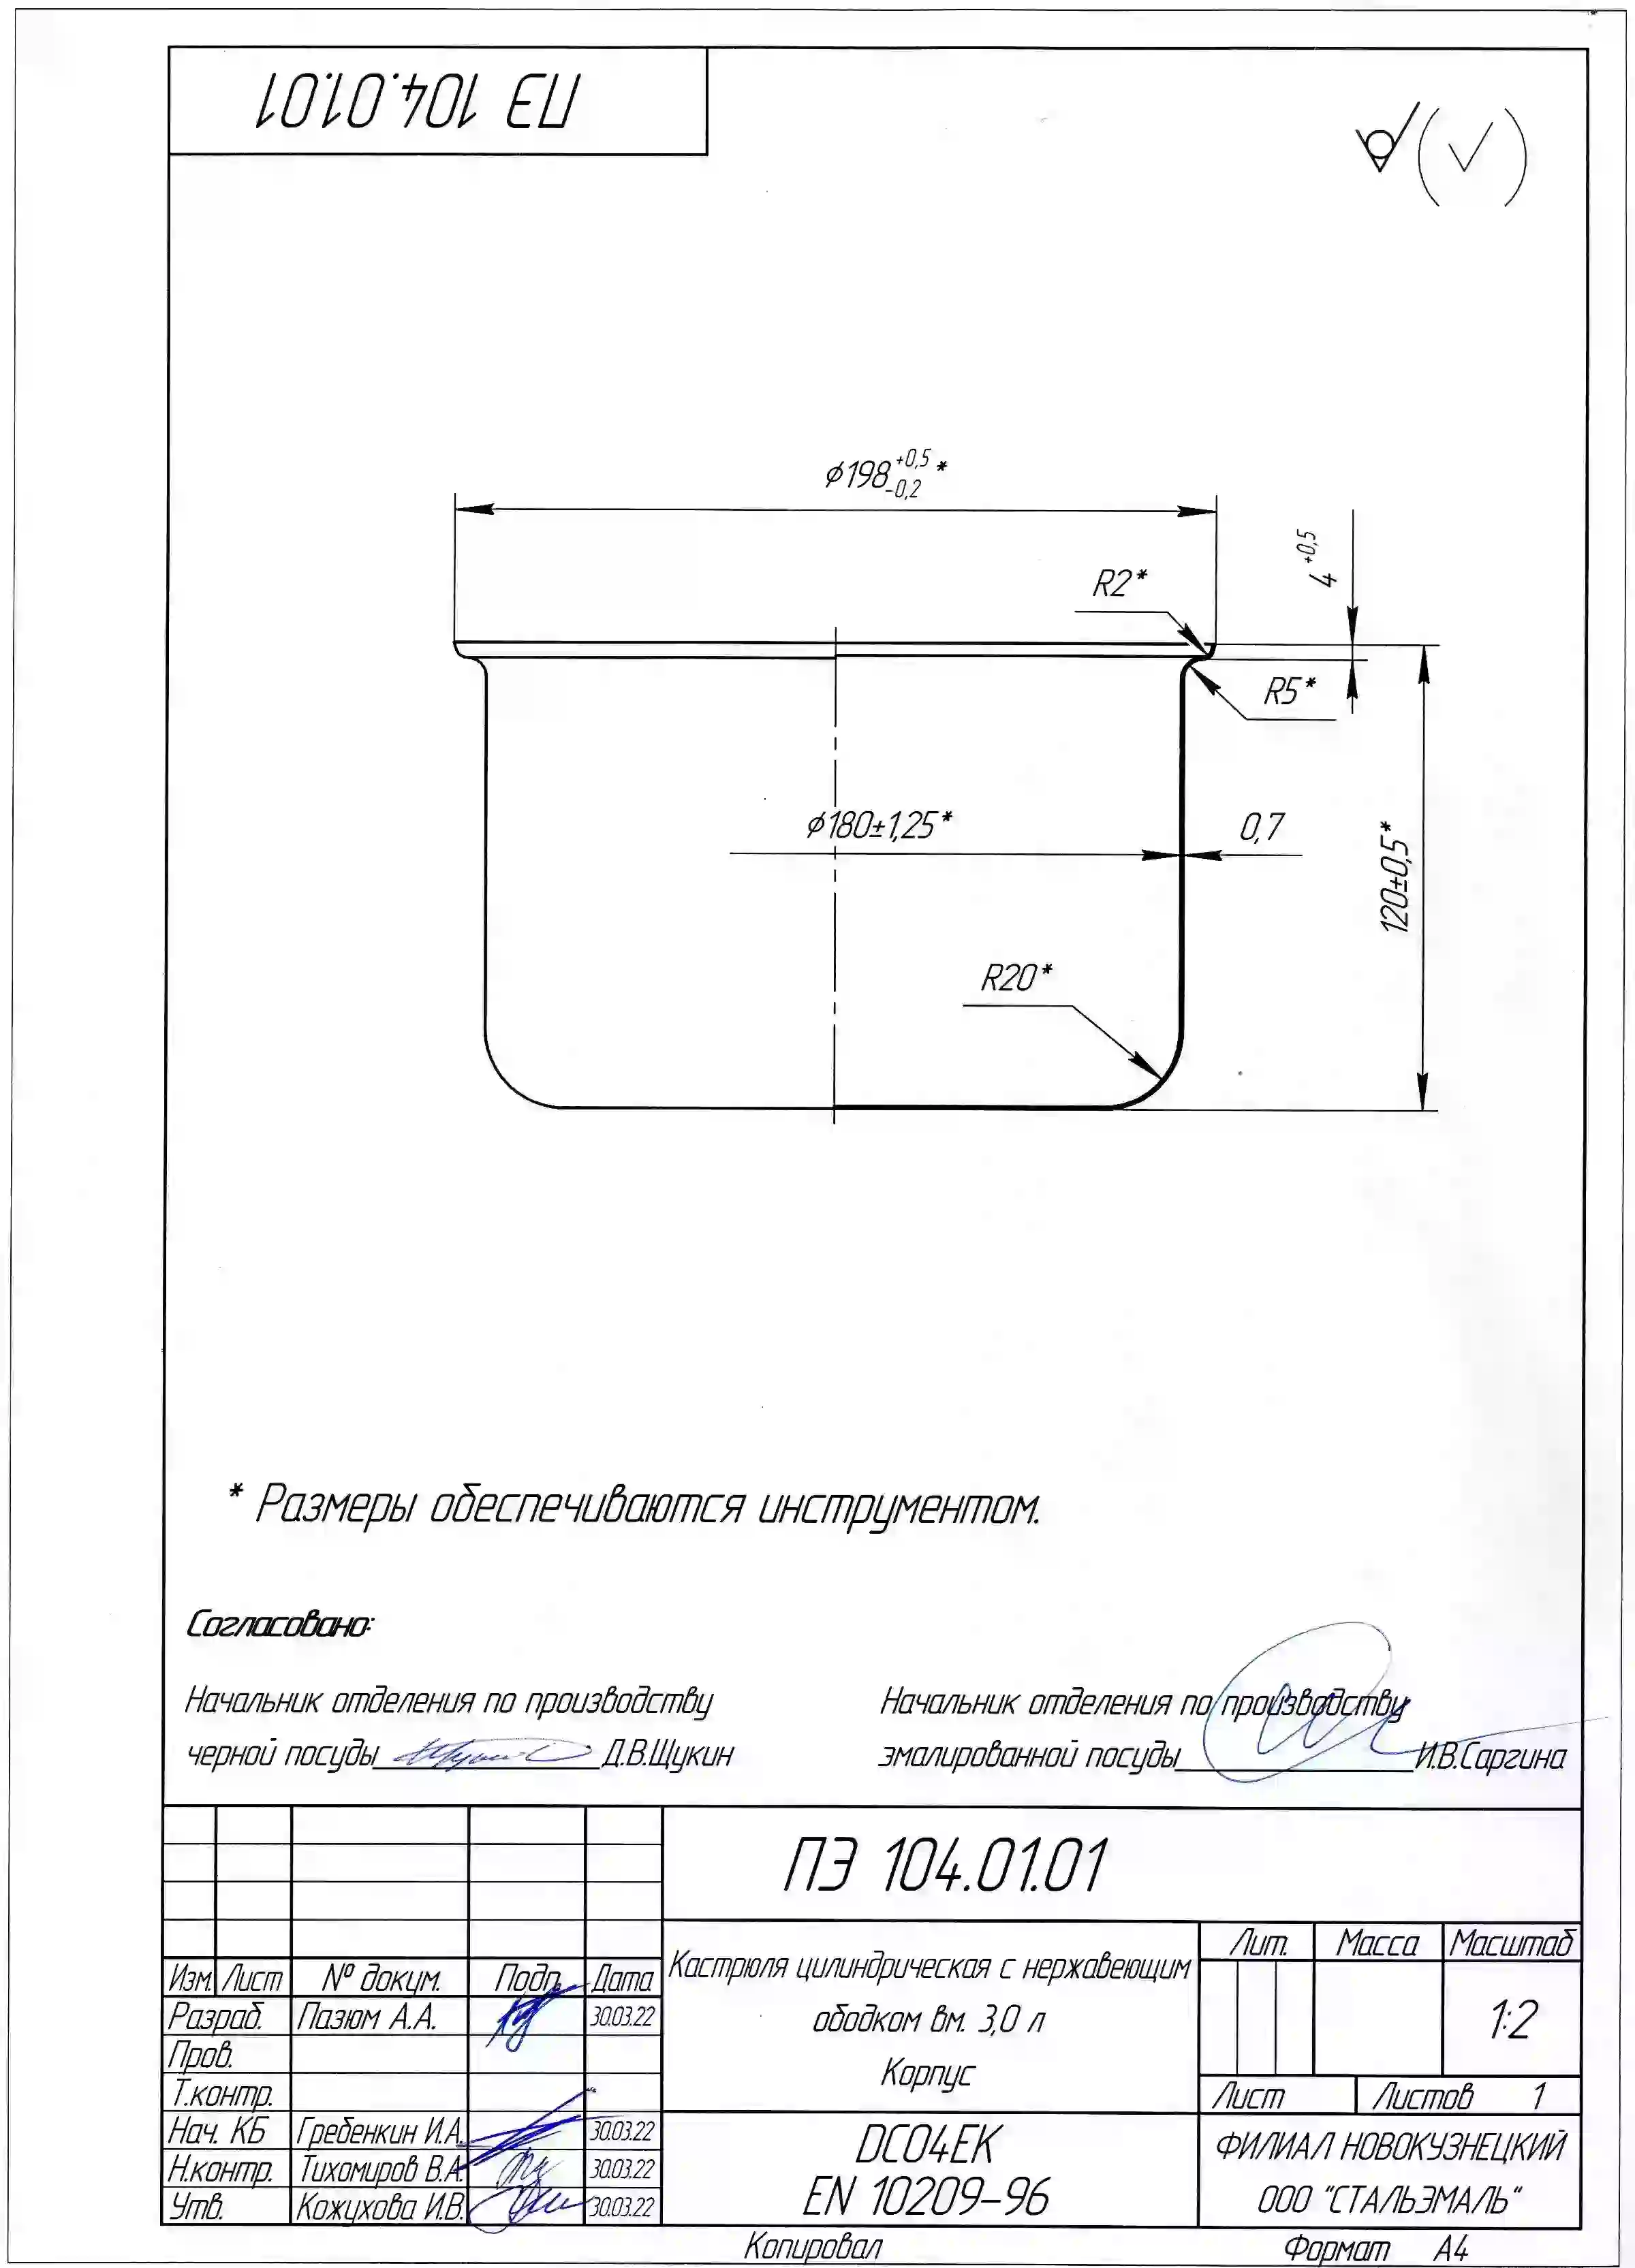 ПЭ 104.01.01
⌀198 +0,5 -0,2 *
4 +0,5
R2*
R5*
⌀180±1,25*
0,7
120±0,5*
R20*
* Размеры обеспечиваются инструментом.
Согласовано:
Начальник отделения по производству
черной посуды Д.В.Щукин
Начальник отделения по производству
эмалированной посуды И.В.Саргина
ПЭ 104.01.01
Изм. Лист № докум. Подп. Дата
Разраб. Пазюм А.А. 30.03.22
Пров.
Т.контр.
Нач. КБ Гребенкин И.А. 30.03.22
Н.контр. Тихомиров В.А. 30.03.22
Утв. Кожухова И.В. 30.03.22
Кастрюля цилиндрическая с нержавеющим
ободком вм. 3,0 л
Корпус
Лит. Масса Масштаб
1:2
Лист Листов 1
DC04EK
EN 10209-96
ФИЛИАЛ НОВОКУЗНЕЦКИЙ
ООО "СТАЛЬЭМАЛЬ"
Копировал Формат А4